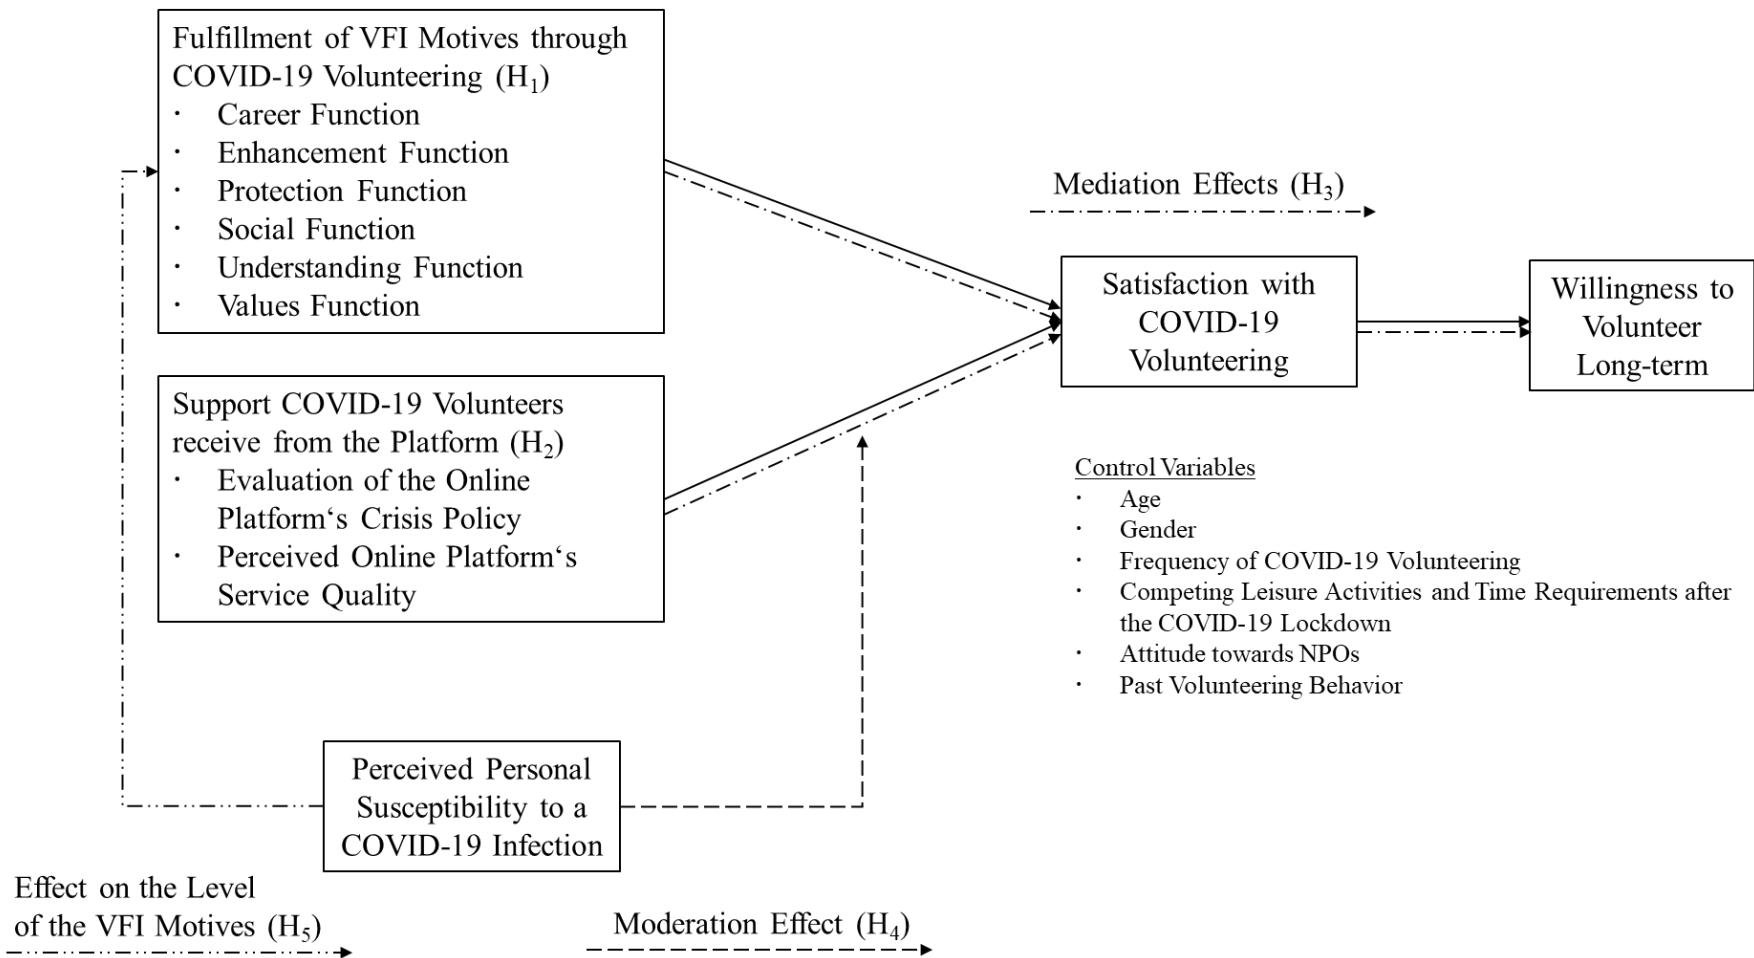 Fulfillment of VFI Motives through
COVID-19 Volunteering (H₁)
· Career Function
· Enhancement Function
· Protection Function
· Social Function
· Understanding Function
· Values Function
Support COVID-19 Volunteers
receive from the Platform (H₂)
· Evaluation of the Online
Platform‘s Crisis Policy
· Perceived Online Platform‘s
Service Quality
Mediation Effects (H₃)
Satisfaction with
COVID-19
Volunteering
Willingness to
Volunteer
Long-term
Control Variables
· Age
· Gender
· Frequency of COVID-19 Volunteering
· Competing Leisure Activities and Time Requirements after
the COVID-19 Lockdown
· Attitude towards NPOs
· Past Volunteering Behavior
Perceived Personal
Susceptibility to a
COVID-19 Infection
Effect on the Level
of the VFI Motives (H₅)
Moderation Effect (H₄)